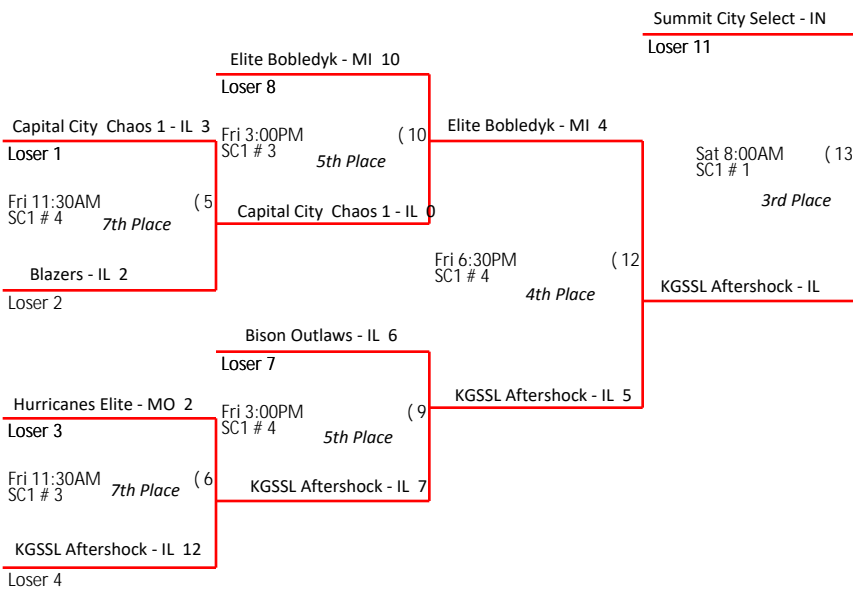 Summit City Select - IN
Loser 11
Elite Bobledyk - MI 10
Loser 8
Capital City Chaos 1 - IL 3
Loser 1
Fri 3:00PM
SC1 # 3
( 10
5th Place
Elite Bobledyk - MI 4
Sat 8:00AM
SC1 # 1
( 13
3rd Place
Fri 11:30AM
SC1 # 4
( 5
7th Place
Capital City Chaos 1 - IL 0
Blazers - IL 2
Loser 2
Fri 6:30PM
SC1 # 4
( 12
4th Place
KGSSL Aftershock - IL
Bison Outlaws - IL 6
Loser 7
Hurricanes Elite - MO 2
Loser 3
Fri 3:00PM
SC1 # 4
( 9
5th Place
KGSSL Aftershock - IL 5
Fri 11:30AM
SC1 # 3
( 6
7th Place
KGSSL Aftershock - IL 7
KGSSL Aftershock - IL 12
Loser 4